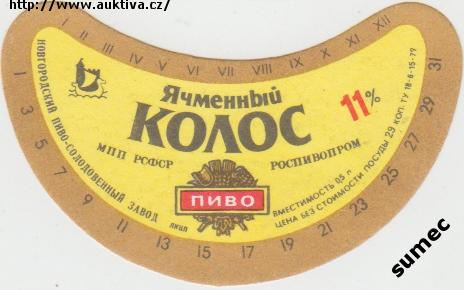 http://www.auktiva.cz/
I II III IV V VI VII VIII IX X XI XII
НОВГОРОДСКИЙ ПИВО-СОЛОДОВЕННЫЙ ЗАВОД
Ячменный
КОЛОС
11%
МПП РСФСР
РОСПИВОПРОМ
ПИВО
ВМЕСТИМОСТЬ 0,5 л
ЦЕНА БЕЗ СТОИМОСТИ ПОСУДЫ 29 КОП. ТУ 18-6-15-79
1 3 5 7 9 11 13 15 17 19 21 23 25 27 29 31
sumec